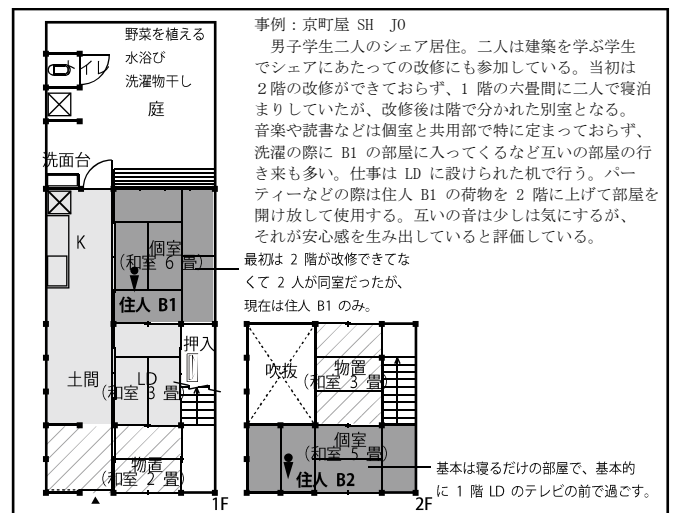 事例：京町屋 SH JO
男子学生二人のシェア居住。二人は建築を学ぶ学生
でシェアにあたっての改修にも参加している。当初は
２階の改修ができておらず、1 階の六畳間に二人で寝泊
まりしていたが、改修後は階で分かれた別室となる。
音楽や読書などは個室と共用部で特に定まっておらず、
洗濯の際に B1 の部屋に入ってくるなど互いの部屋の行
き来も多い。仕事は LD に設けられた机で行う。パー
ティーなどの際は住人 B1 の荷物を 2 階に上げて部屋を
開け放して使用する。互いの音は少しは気にするが、
それが安心感を生み出していると評価している。
野菜を植える
水浴び
洗濯物干し
庭
トイレ
洗面台
K
個室
（和室 6 畳）
住人 B1
最初は 2 階が改修できてな
くて 2 人が同室だったが、
現在は住人 B1 のみ。
押入
土間
LD
（和室 3 畳）
物置
（和室 2 畳）
1F
吹抜
物置
（和室 3 畳）
個室
（和室 5 畳）
住人 B2
2F
基本は寝るだけの部屋で、基本的
に 1 階 LD のテレビの前で過ごす。